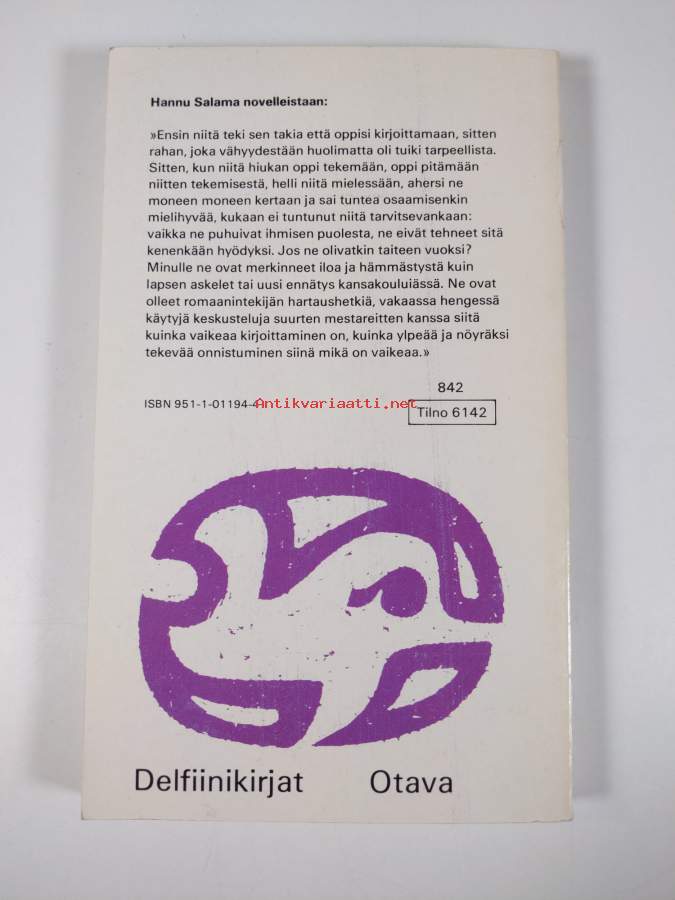 Hannu Salama novelleistaan:
»Ensin niitä teki sen takia että oppisi kirjoittamaan, sitten
rahan, joka vähyydestään huolimatta oli tuiki tarpeellista.
Sitten, kun niitä hiukan oppi tekemään, oppi pitämään
niitten tekemisestä, helli niitä mielessään, ahersi ne
moneen moneen kertaan ja sai tuntea osaamisenkin
mielihyvää, kukaan ei tuntunut niitä tarvitsevankaan:
vaikka ne puhuivat ihmisen puolesta, ne eivät tehneet sitä
kenenkään hyödyksi. Jos ne olivatkin taiteen vuoksi?
Minulle ne ovat merkinneet iloa ja hämmästystä kuin
lapsen askelet tai uusi ennätys kansakouluiässä. Ne ovat
olleet romaanintekijän hartaushetkiä, vakaassa hengessä
käytyjä keskusteluja suurten mestareitten kanssa siitä
kuinka vaikeaa kirjoittaminen on, kuinka ylpeää ja nöyräksi
tekevää onnistuminen siinä mikä on vaikeaa.»
842
ISBN 951-1-01194-
Antikvariaatti.net
Tilno 6142
Delfiinikirjat Otava